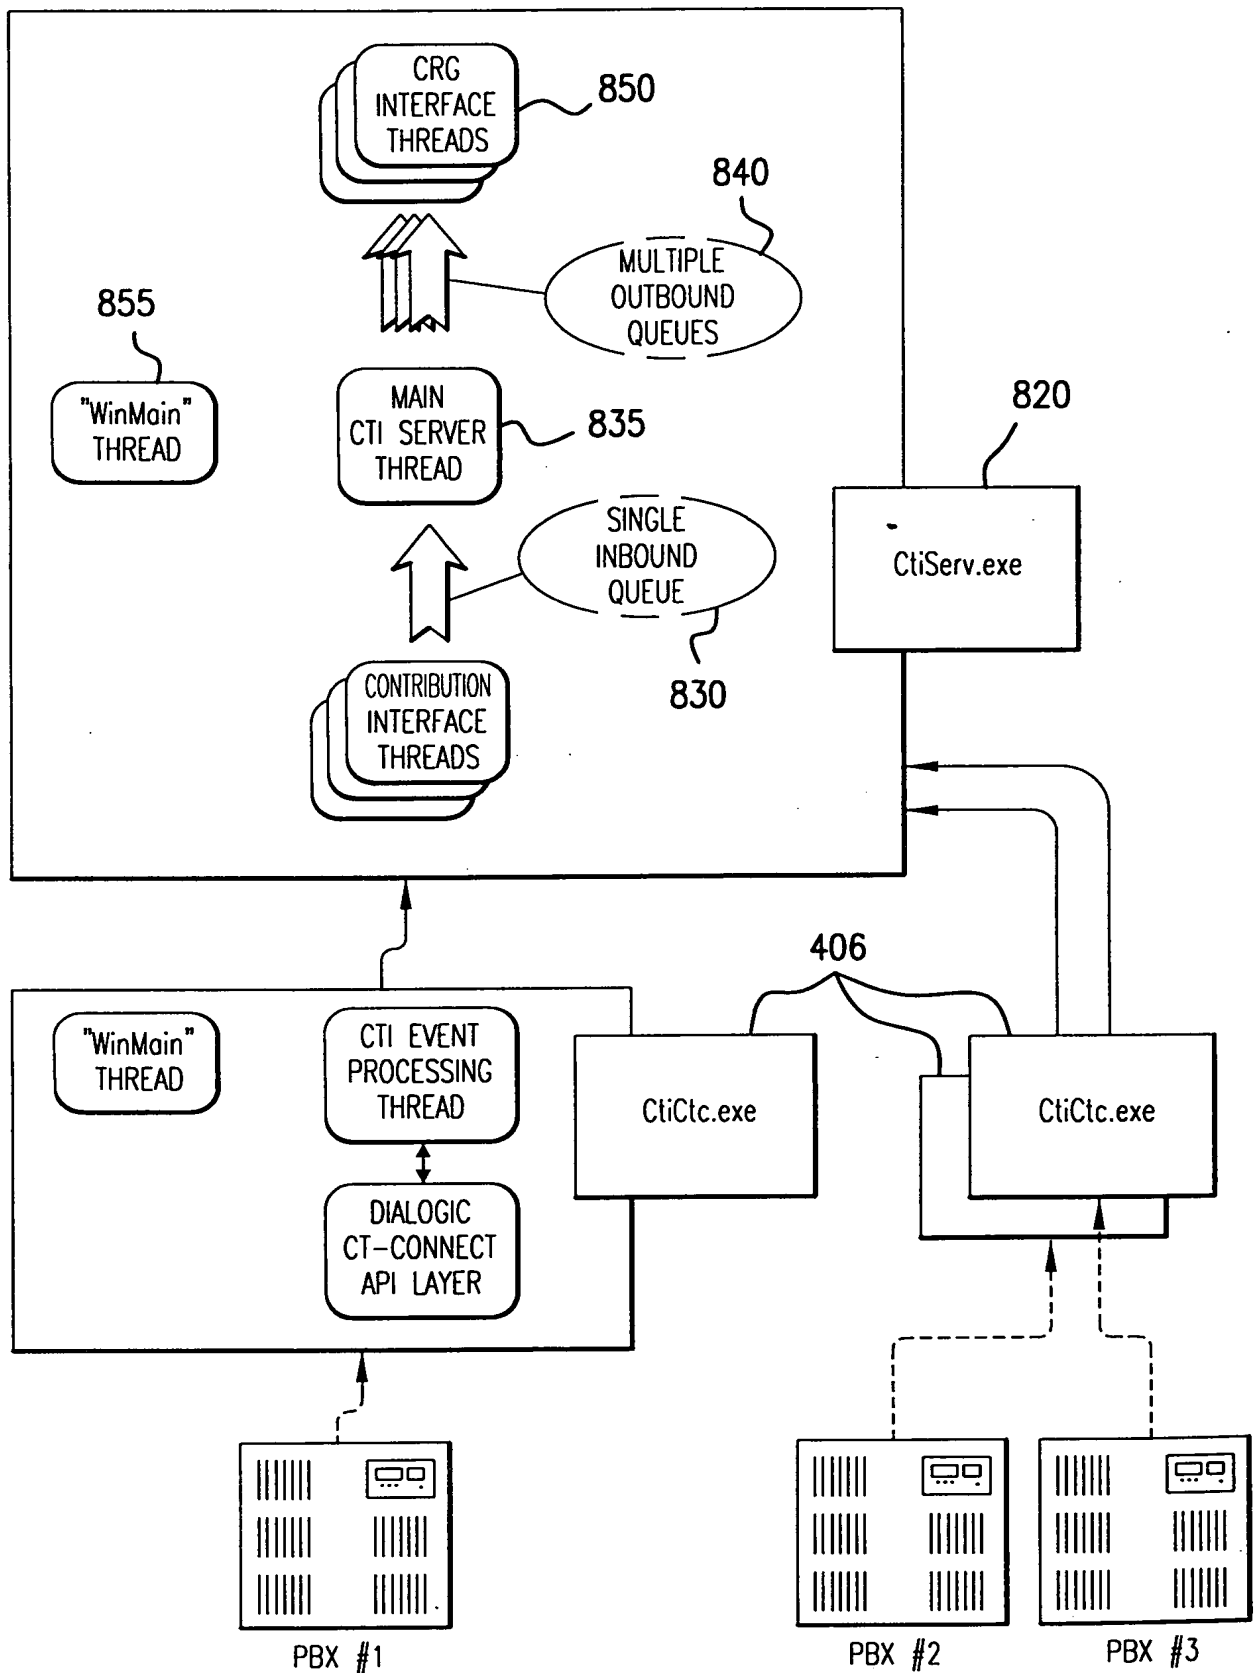 CRG
INTERFACE
THREADS
850
840
MULTIPLE
OUTBOUND
QUEUES
855
"WinMain"
THREAD
MAIN
CTI SERVER
THREAD
835
820
SINGLE
INBOUND
QUEUE
CtiServ.exe
830
CONTRIBUTION
INTERFACE
THREADS
406
"WinMain"
THREAD
CTI EVENT
PROCESSING
THREAD
CtiCtc.exe
CtiCtc.exe
DIALOGIC
CT-CONNECT
API LAYER
PBX #1
PBX #2
PBX #3